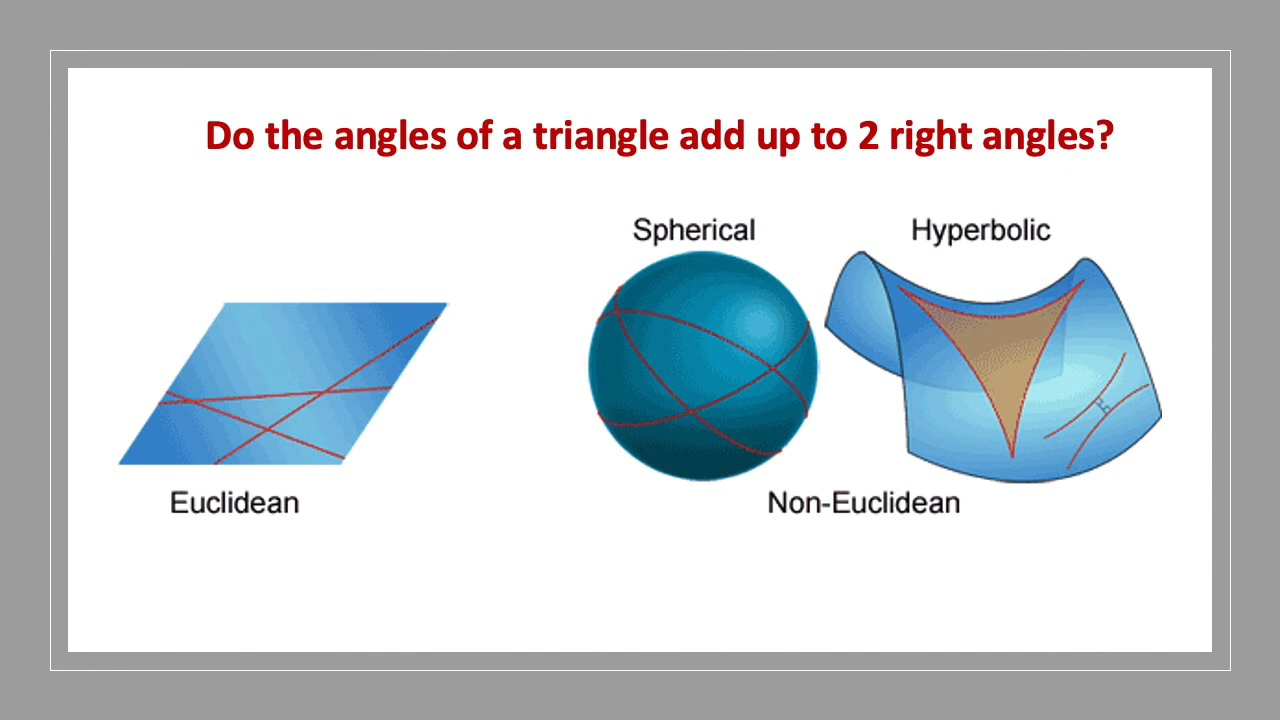 Do the angles of a triangle add up to 2 right angles?
Spherical
Hyperbolic
Euclidean
Non-Euclidean